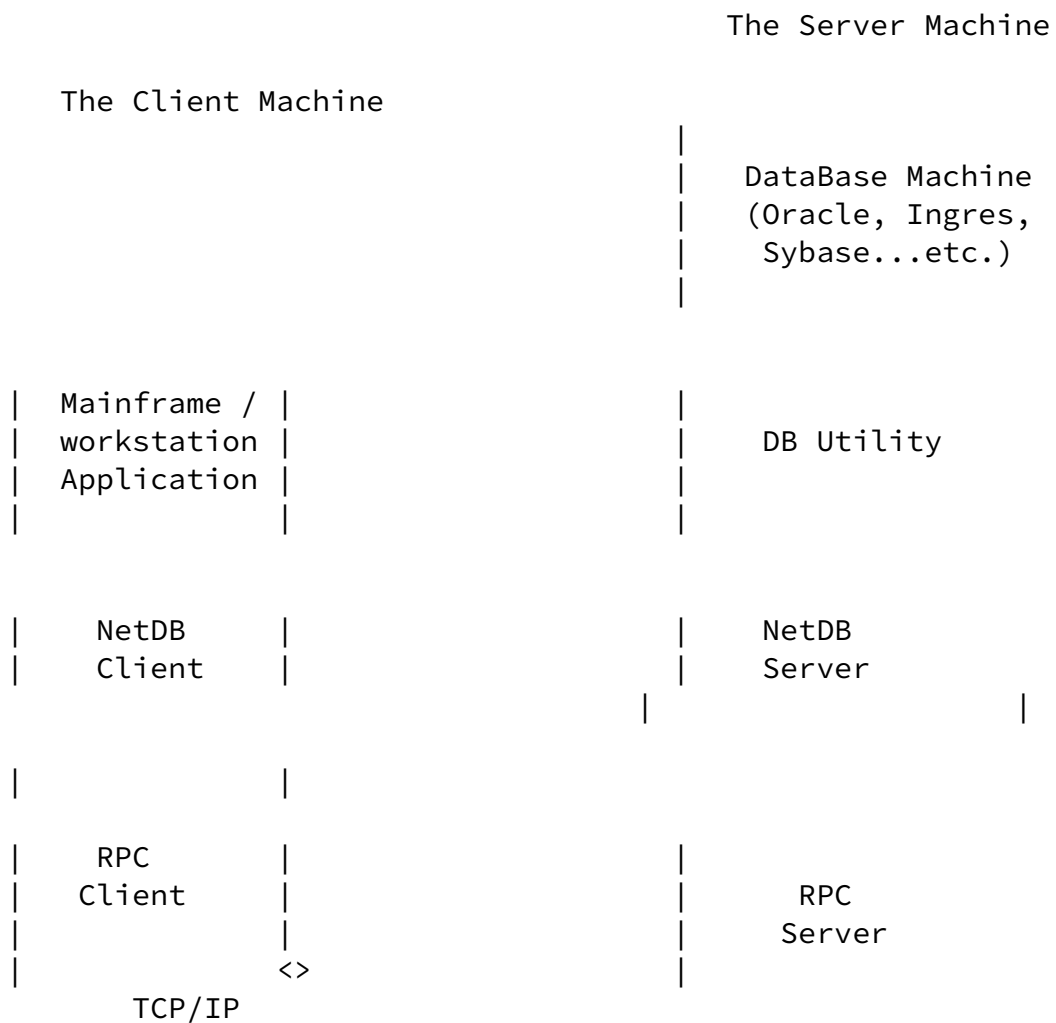 The Server Machine
The Client Machine
DataBase Machine
(Oracle, Ingres,
Sybase...etc.)
Mainframe /
workstation
Application
DB Utility
NetDB
Client
NetDB
Server
RPC
Client
RPC
Server
<>
TCP/IP